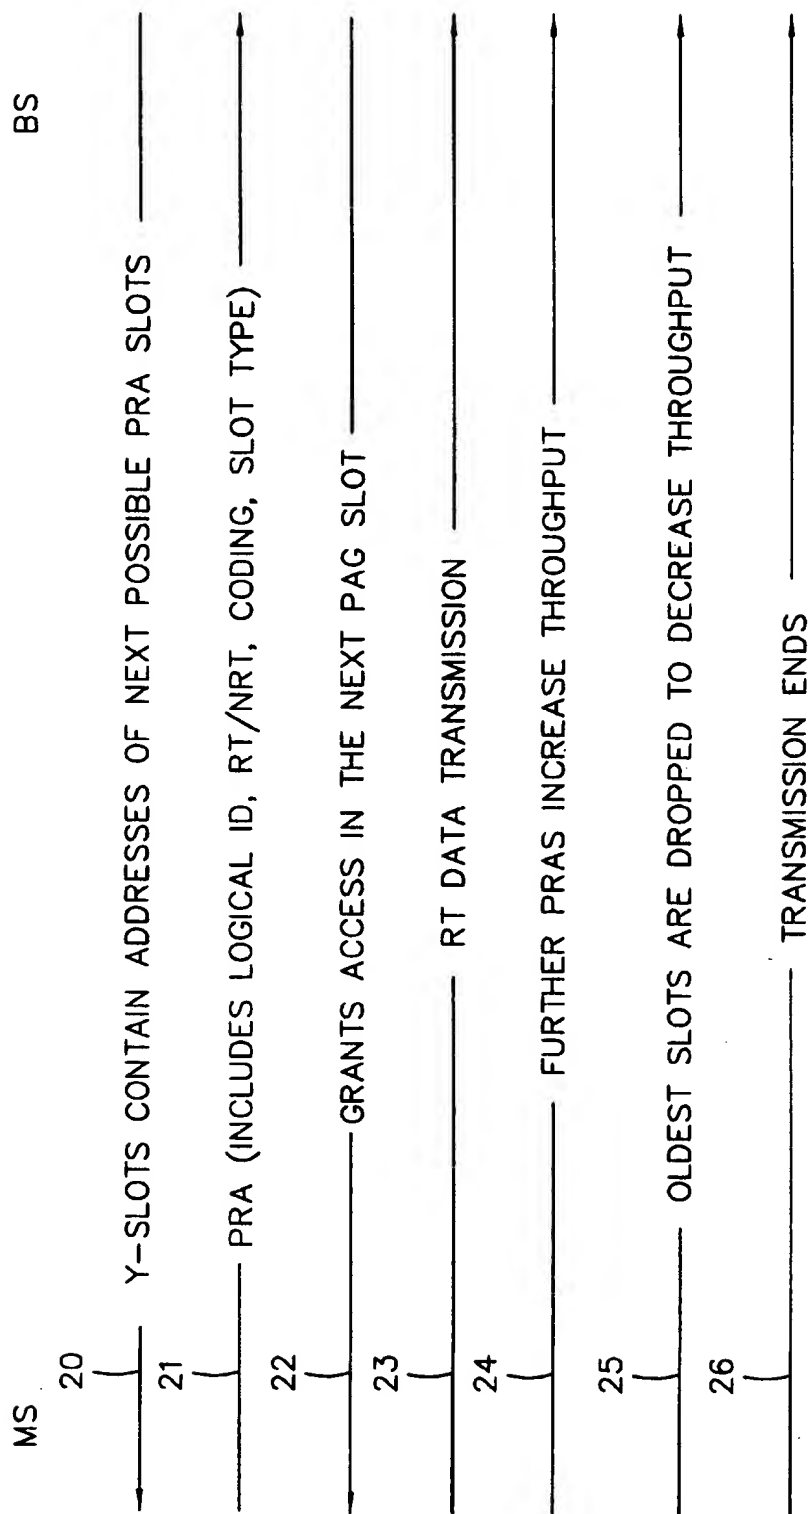 MS BS
20 Y-SLOTS CONTAIN ADDRESSES OF NEXT POSSIBLE PRA SLOTS
21 PRA (INCLUDES LOGICAL ID, RT/NRT, CODING, SLOT TYPE)
22 GRANTS ACCESS IN THE NEXT PAG SLOT
23 RT DATA TRANSMISSION
24 FURTHER PRAS INCREASE THROUGHPUT
25 OLDEST SLOTS ARE DROPPED TO DECREASE THROUGHPUT
26 TRANSMISSION ENDS